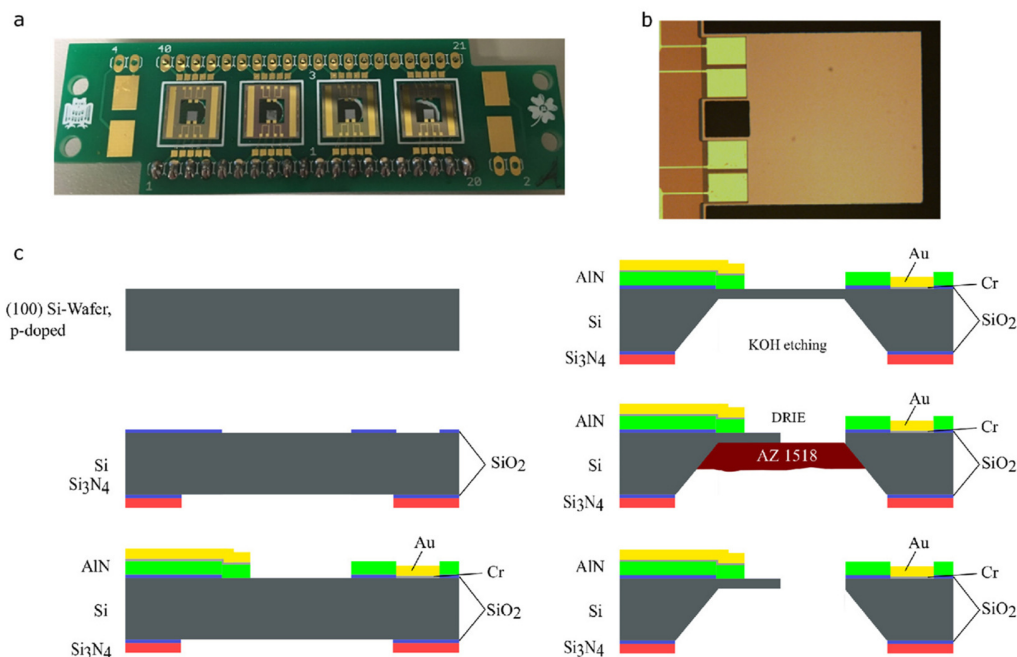 a
b
4
40
21
3
1
1
20
2
c
(100) Si-Wafer,
p-doped
Si
Si3N4
SiO2
AlN
Au
Cr
Si
SiO2
Si3N4
AlN
Au
Cr
Si
SiO2
KOH etching
Si3N4
DRIE
Au
AlN
Cr
AZ 1518
Si
SiO2
Si3N4
Au
AlN
Cr
Si
SiO2
Si3N4